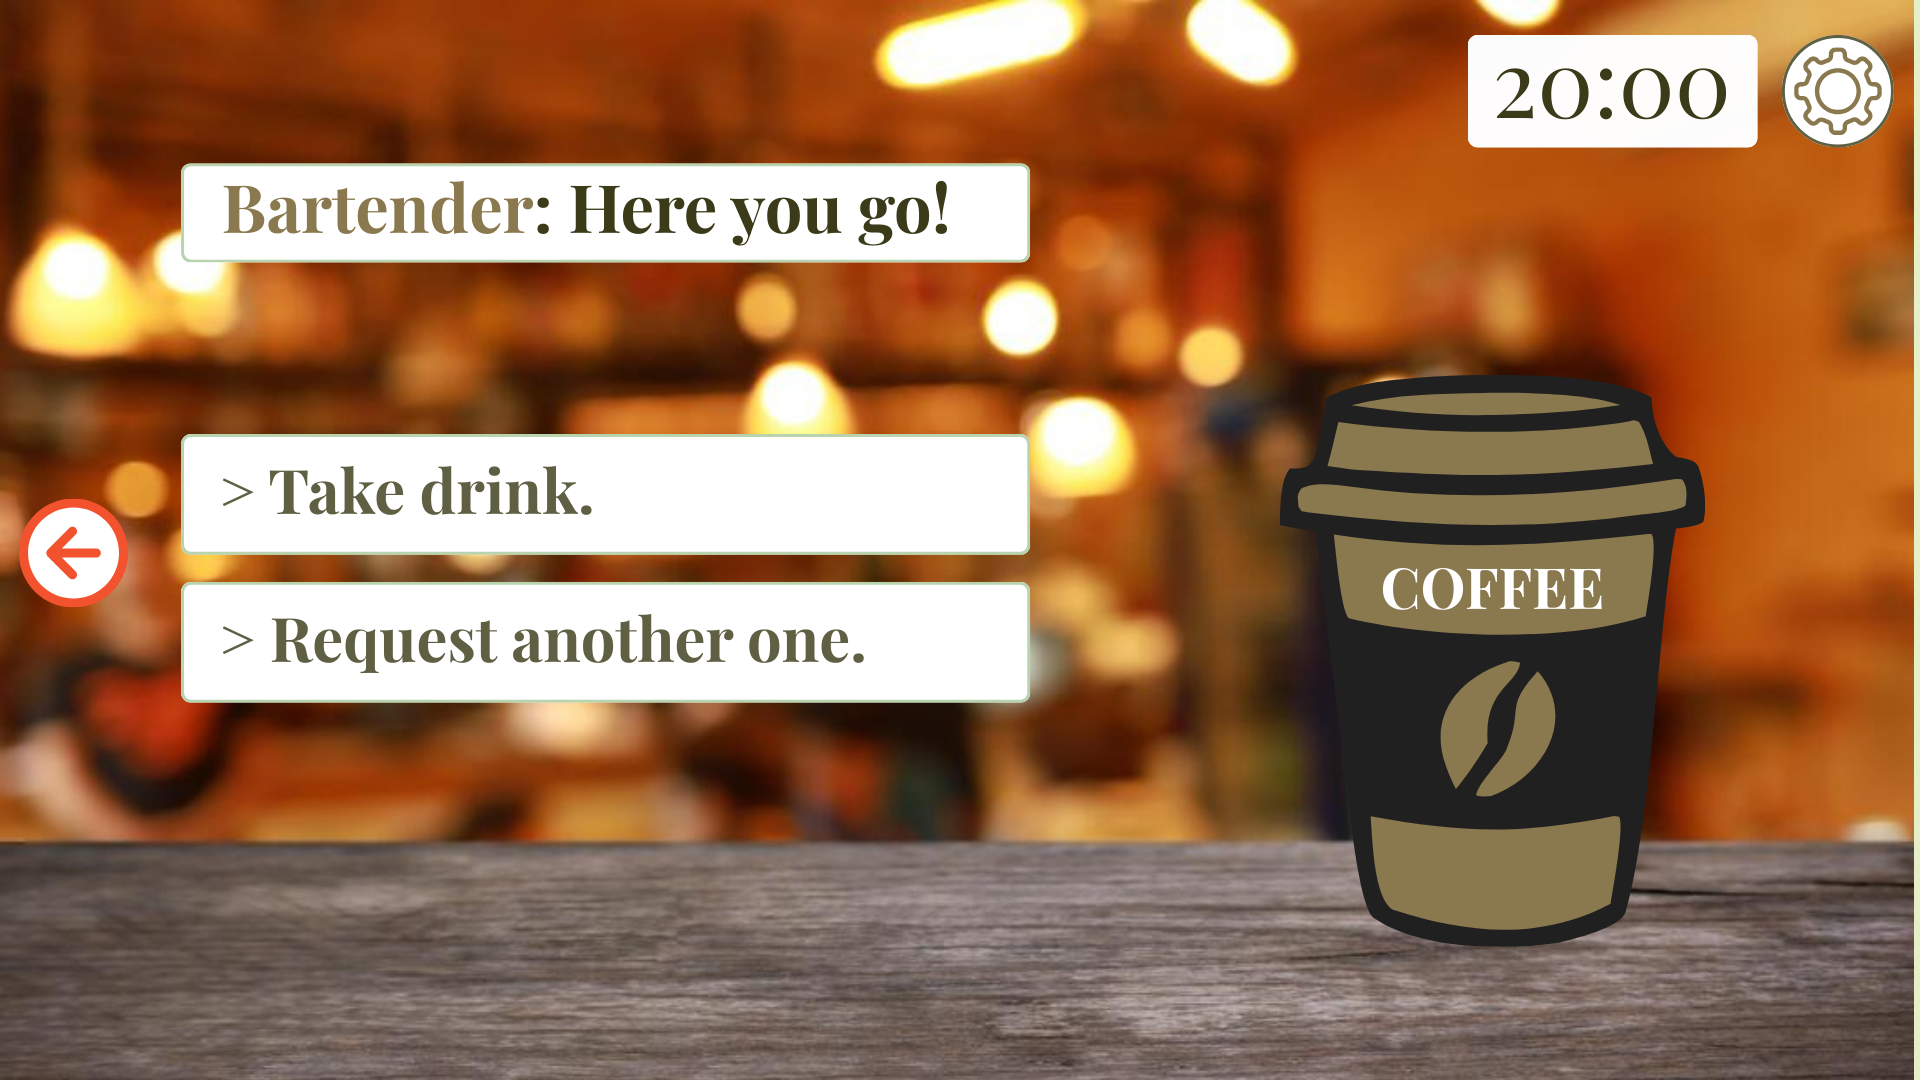 20:00
Bartender: Here you go!
> Take drink.
> Request another one.
COFFEE